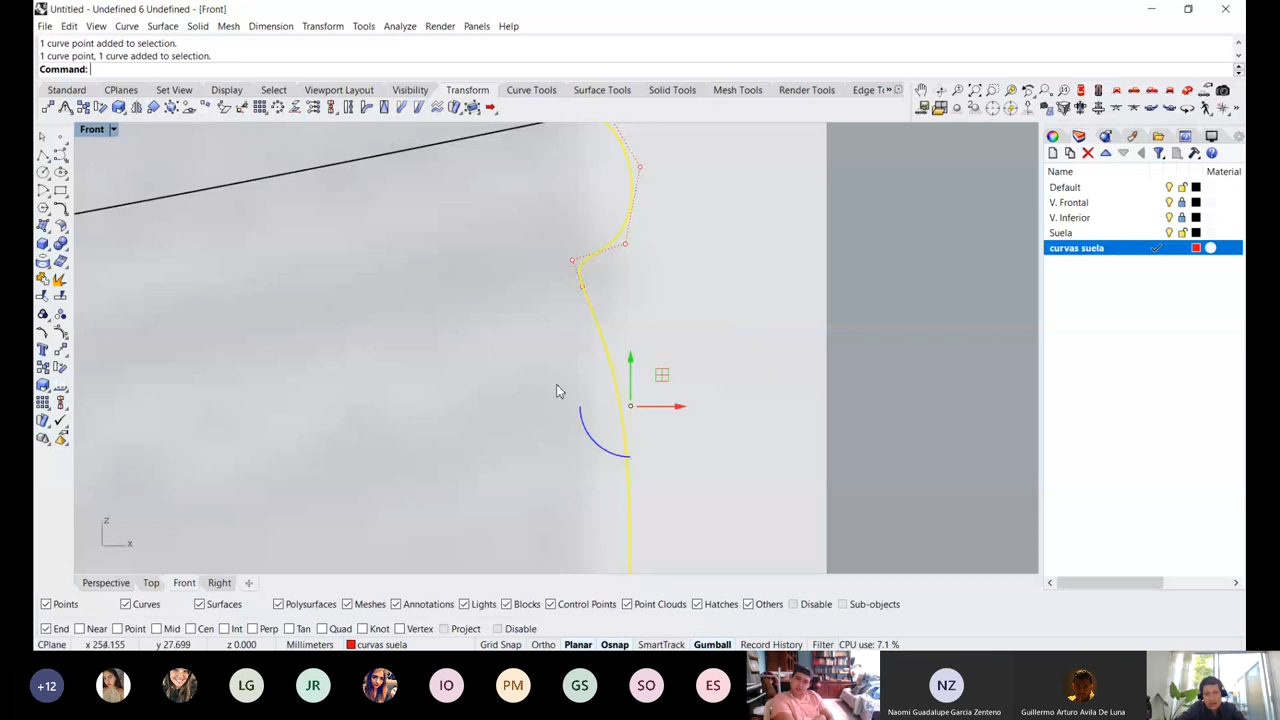 Untitled - Undefined 6 Undefined - [Front]
File Edit View Curve Surface Solid Mesh Dimension Transform Tools Analyze Render Panels Help
1 curve point added to selection.
1 curve point, 1 curve added to selection.
Command:
Standard CPlanes Set View Display Select Viewport Layout Visibility Transform Curve Tools Surface Tools Solid Tools Mesh Tools Render Tools Edge T
Front
Name Material
Default
V. Frontal
V. Inferior
Suela
curvas suela
z
x
Perspective Top Front Right
Points Curves Surfaces Polysurfaces Meshes Annotations Lights Blocks Control Points Point Clouds Hatches Others Disable Sub-objects
End Near Point Mid Cen Int Perp Tan Quad Knot Vertex Project Disable
CPlane x 254.155 y 27.699 z 0.000 Millimeters curvas suela Grid Snap Ortho Planar Osnap SmartTrack Gumball Record History Filter CPU use: 7.1 %
+12 LG JR IO PM GS SO ES NZ
Naomi Guadalupe Garcia Zenteno Guillermo Arturo Avila De Luna